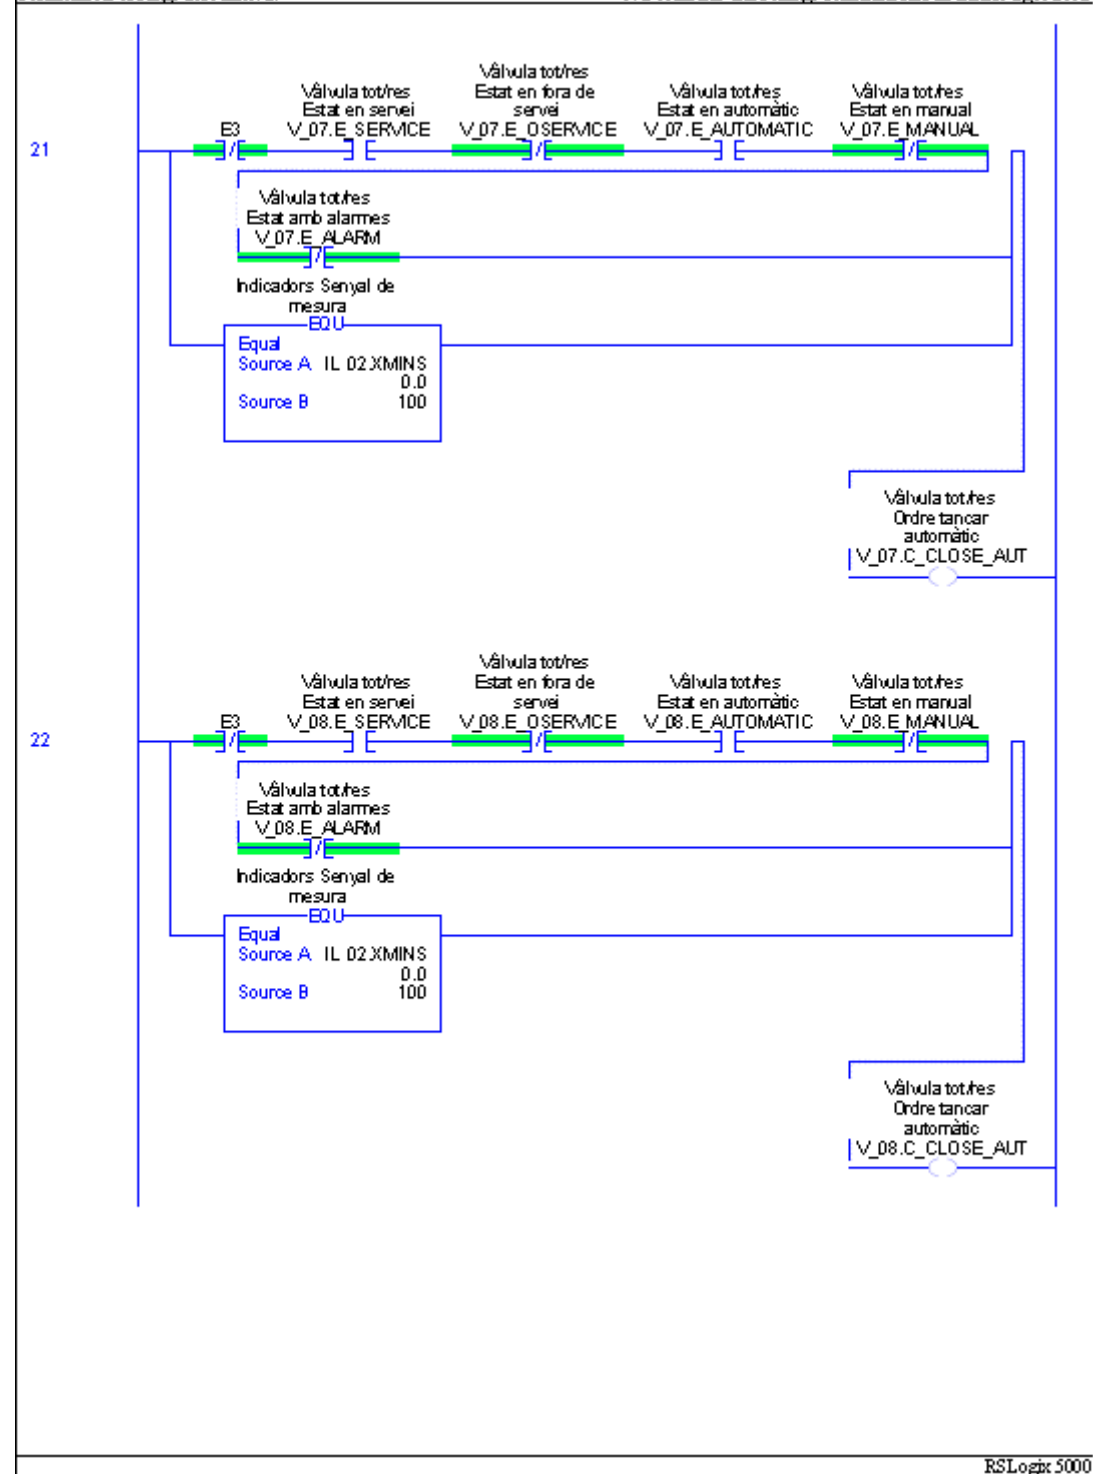 21
E3
Vàlvula tot/res
Estat en servei
V_07.E_SERVICE
Vàlvula tot/res
Estat en fora de
servei
V_07.E_OSERVICE
Vàlvula tot/res
Estat en automàtic
V_07.E_AUTOMATIC
Vàlvula tot/res
Estat en manual
V_07.E_MANUAL
Vàlvula tot/res
Estat amb alarmes
V_07.E_ALARM
Indicadors Senyal de
mesura
EQU
Equal
Source A IL_02.XMINS
0.0
Source B 100
Vàlvula tot/res
Ordre tancar
automàtic
V_07.C_CLOSE_AUT
22
E3
Vàlvula tot/res
Estat en servei
V_08.E_SERVICE
Vàlvula tot/res
Estat en fora de
servei
V_08.E_OSERVICE
Vàlvula tot/res
Estat en automàtic
V_08.E_AUTOMATIC
Vàlvula tot/res
Estat en manual
V_08.E_MANUAL
Vàlvula tot/res
Estat amb alarmes
V_08.E_ALARM
Indicadors Senyal de
mesura
EQU
Equal
Source A IL_02.XMINS
0.0
Source B 100
Vàlvula tot/res
Ordre tancar
automàtic
V_08.C_CLOSE_AUT
RSLogix 5000